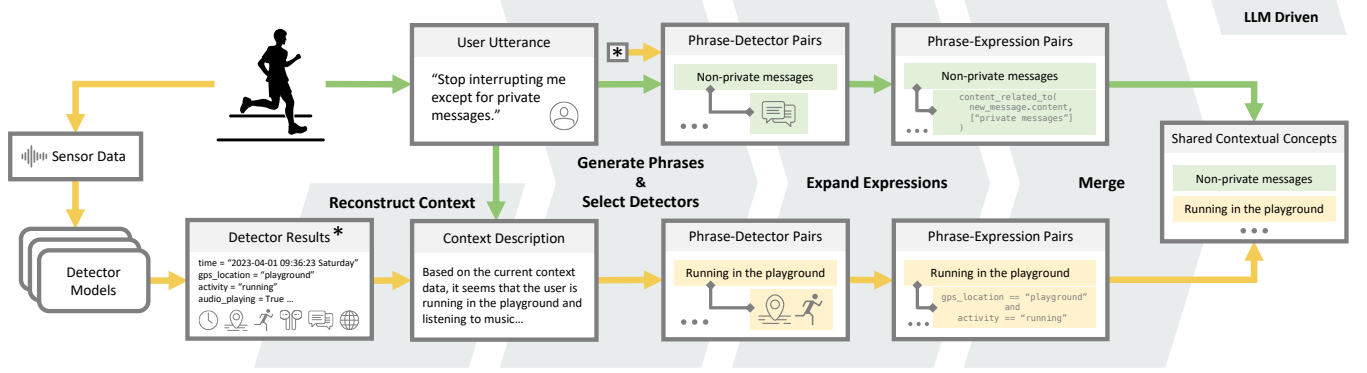 LLM Driven
User Utterance
“Stop interrupting me
except for private
messages.”
*
Phrase-Detector Pairs
Non-private messages
•••
Phrase-Expression Pairs
Non-private messages
content_related_to(
new_message.content,
["private messages"]
)
•••
Sensor Data
Detector
Models
Generate Phrases
&
Select Detectors
Expand Expressions
Merge
Shared Contextual Concepts
Non-private messages
Running in the playground
•••
Reconstruct Context
Detector Results*
time = “2023-04-01 09:36:23 Saturday”
gps_location = “playground”
activity = “running”
audio_playing = True ...
Context Description
Based on the current context
data, it seems that the user is
running in the playground and
listening to music...
Phrase-Detector Pairs
Running in the playground
•••
Phrase-Expression Pairs
Running in the playground
gps_location == “playground”
and
activity == “running”
•••